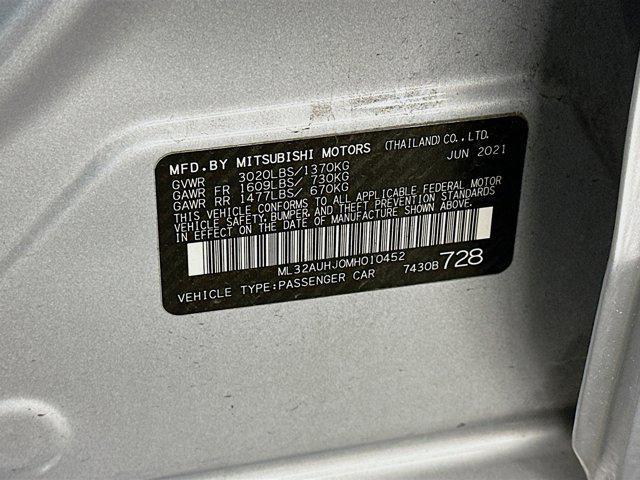 MFD.BY MITSUBISHI MOTORS (THAILAND)CO.,LTD.
GVWR 3020LBS/1370KG JUN 2021
GAWR FR 1609LBS/ 730KG
GAWR RR 1477LBS/ 670KG
THIS VEHICLE CONFORMS TO ALL APPLICABLE FEDERAL MOTOR
VEHICLE SAFETY,BUMPER,AND THEFT PREVENTION STANDARDS
IN EFFECT ON THE DATE OF MANUFACTURE SHOWN ABOVE.
ML32AUHJ0MH010452
VEHICLE TYPE:PASSENGER CAR 7430B 728